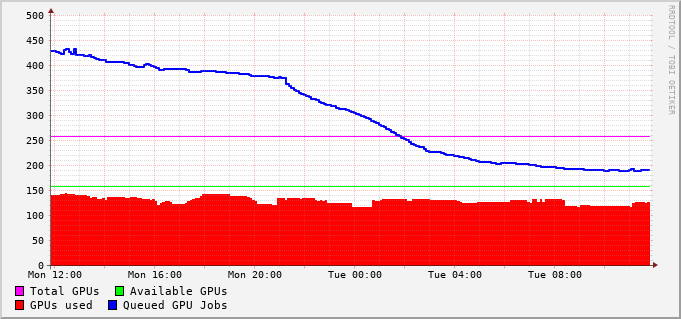 500
450
400
350
300
250
200
150
100
50
0
Mon 12:00 Mon 16:00 Mon 20:00 Tue 00:00 Tue 04:00 Tue 08:00
Total GPUs Available GPUs
GPUs used Queued GPU Jobs
RRDTOOL / TOBI OETIKER